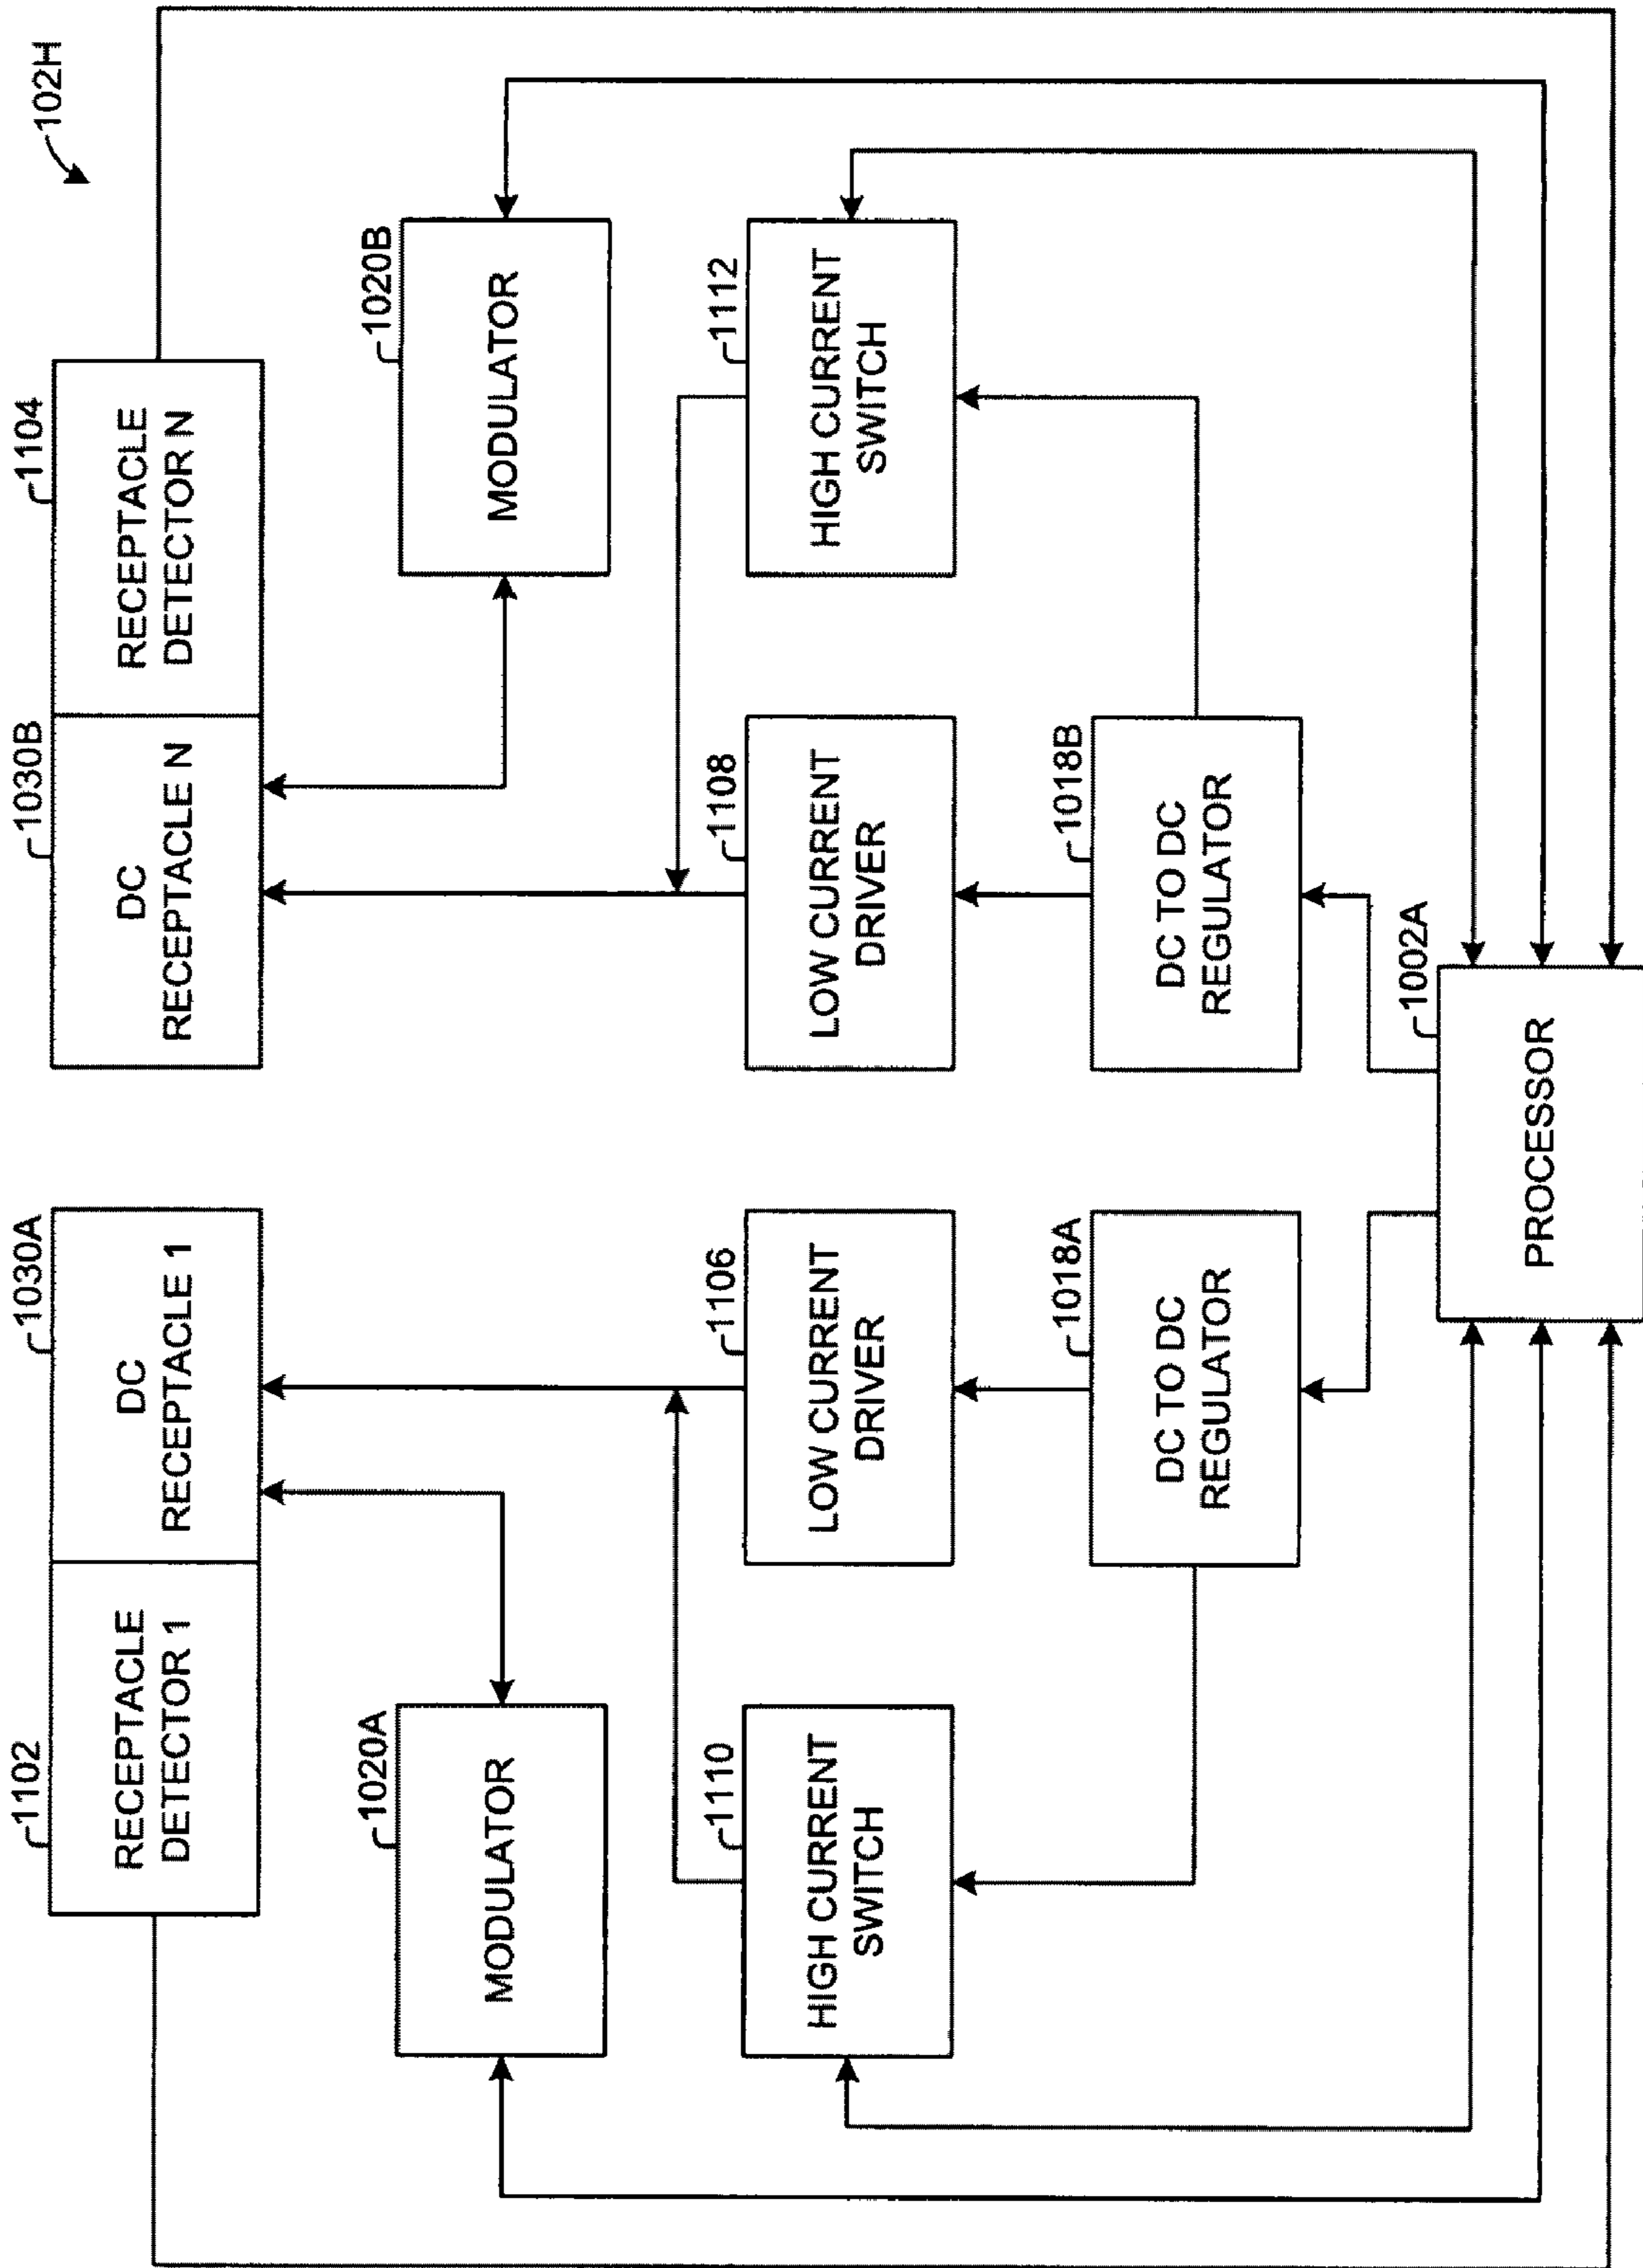 102H
1102
RECEPTACLE
DETECTOR 1
1030A
DC
RECEPTACLE 1
1030B
DC
RECEPTACLE N
1104
RECEPTACLE
DETECTOR N
1020A
MODULATOR
1020B
MODULATOR
1110
HIGH CURRENT
SWITCH
1106
LOW CURRENT
DRIVER
1108
LOW CURRENT
DRIVER
1112
HIGH CURRENT
SWITCH
1018A
DC TO DC
REGULATOR
1018B
DC TO DC
REGULATOR
1002A
PROCESSOR